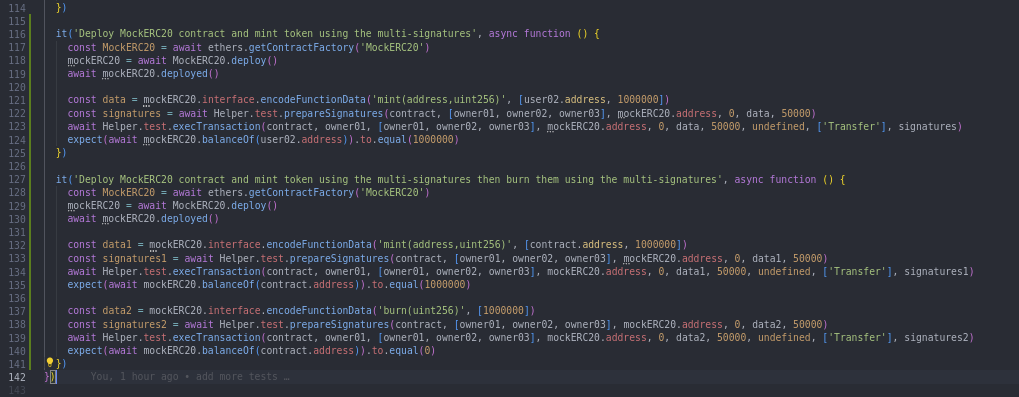 114 })
115
116 it('Deploy MockERC20 contract and mint token using the multi-signatures', async function () {
117 const MockERC20 = await ethers.getContractFactory('MockERC20')
118 mockERC20 = await MockERC20.deploy()
119 await mockERC20.deployed()
120
121 const data = mockERC20.interface.encodeFunctionData('mint(address,uint256)', [user02.address, 1000000])
122 const signatures = await Helper.test.prepareSignatures(contract, [owner01, owner02, owner03], mockERC20.address, 0, data, 50000)
123 await Helper.test.execTransaction(contract, owner01, [owner01, owner02, owner03], mockERC20.address, 0, data, 50000, undefined, ['Transfer'], signatures)
124 expect(await mockERC20.balanceOf(user02.address)).to.equal(1000000)
125 })
126
127 it('Deploy MockERC20 contract and mint token using the multi-signatures then burn them using the multi-signatures', async function () {
128 const MockERC20 = await ethers.getContractFactory('MockERC20')
129 mockERC20 = await MockERC20.deploy()
130 await mockERC20.deployed()
131
132 const data1 = mockERC20.interface.encodeFunctionData('mint(address,uint256)', [contract.address, 1000000])
133 const signatures1 = await Helper.test.prepareSignatures(contract, [owner01, owner02, owner03], mockERC20.address, 0, data1, 50000)
134 await Helper.test.execTransaction(contract, owner01, [owner01, owner02, owner03], mockERC20.address, 0, data1, 50000, undefined, ['Transfer'], signatures1)
135 expect(await mockERC20.balanceOf(contract.address)).to.equal(1000000)
136
137 const data2 = mockERC20.interface.encodeFunctionData('burn(uint256)', [1000000])
138 const signatures2 = await Helper.test.prepareSignatures(contract, [owner01, owner02, owner03], mockERC20.address, 0, data2, 50000)
139 await Helper.test.execTransaction(contract, owner01, [owner01, owner02, owner03], mockERC20.address, 0, data2, 50000, undefined, ['Transfer'], signatures2)
140 expect(await mockERC20.balanceOf(contract.address)).to.equal(0)
141 })
142 }) You, 1 hour ago • add more tests …
143